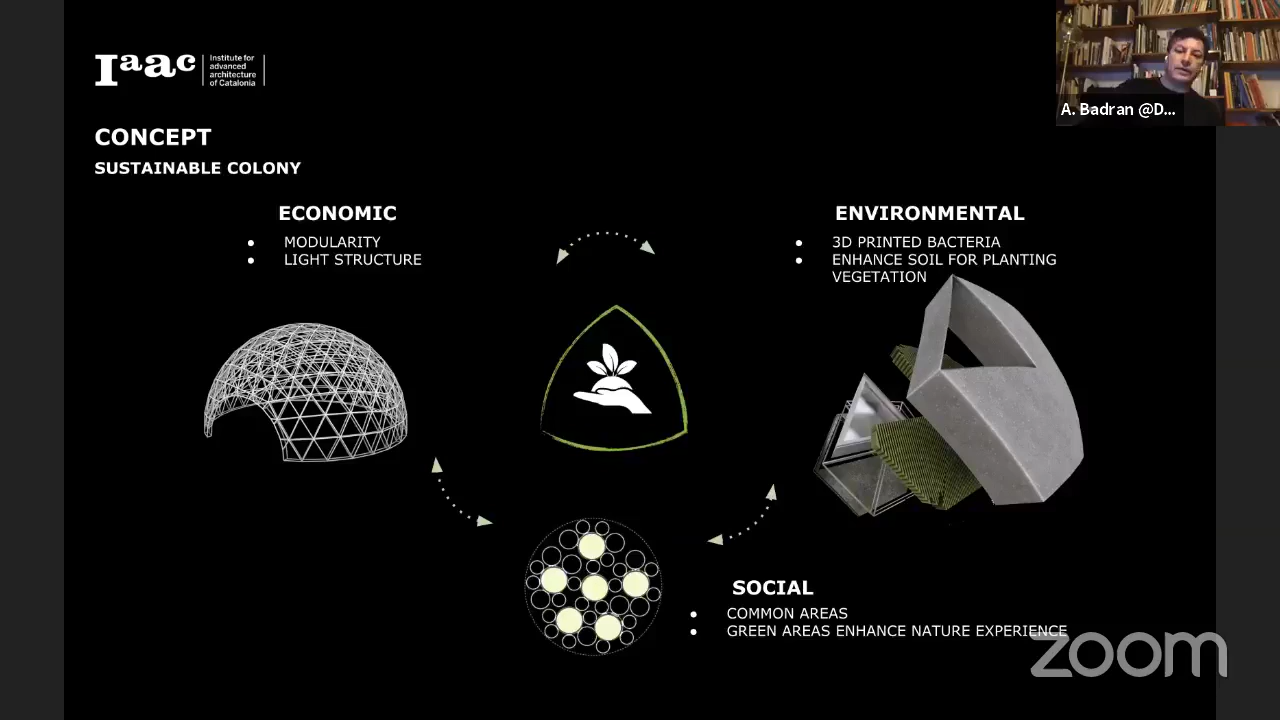 Iaac
Institute for
advanced
architecture
of Catalonia
A. Badran @D...
CONCEPT
SUSTAINABLE COLONY
ECONOMIC
● MODULARITY
● LIGHT STRUCTURE
ENVIRONMENTAL
● 3D PRINTED BACTERIA
● ENHANCE SOIL FOR PLANTING
VEGETATION
SOCIAL
● COMMON AREAS
● GREEN AREAS ENHANCE NATURE EXPERIENCE
zoom